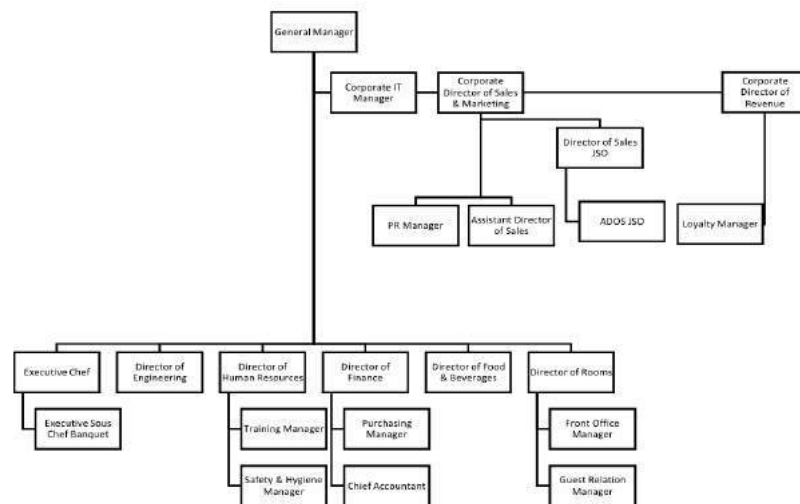 General Manager
Corporate IT
Manager
Corporate
Director of Sales
& Marketing
Corporate
Director of
Revenue
Director of Sales
JSO
PR Manager
Assistant Director
of Sales
ADOS JSO
Loyalty Manager
Executive Chef
Director of
Engineering
Director of
Human Resources
Director of
Finance
Director of Food
& Beverages
Director of Rooms
Executive Sous
Chef Banquet
Training Manager
Purchasing
Manager
Front Office
Manager
Safety & Hygiene
Manager
Chief Accountant
Guest Relation
Manager